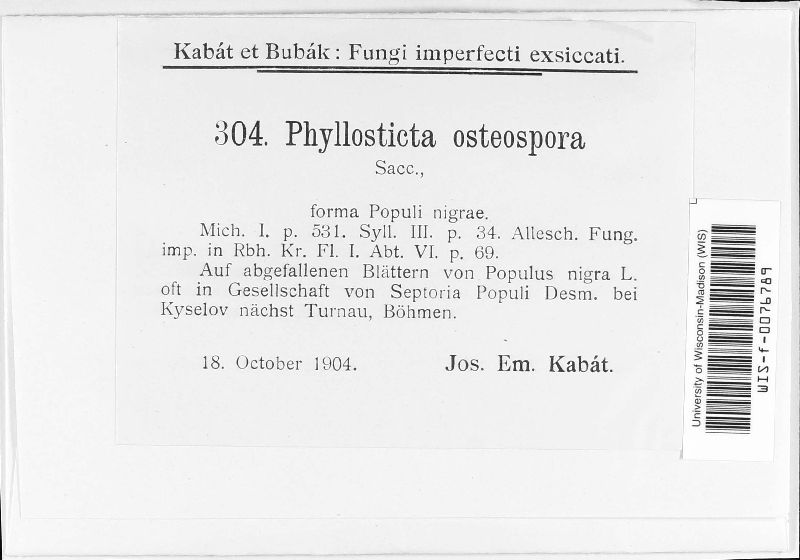 Kabát et Bubák: Fungi imperfecti exsiccati.
304. Phyllosticta osteospora
Sacc.,
forma Populi nigrae.
Mich. I. p. 531. Syll. III. p. 34. Allesch. Fung.
imp. in Rbh. Kr. Fl. I. Abt. VI. p. 69.
Auf abgefallenen Blättern von Populus nigra L.
oft in Gesellschaft von Septoria Populi Desm. bei
Kyselov nächst Turnau, Böhmen.
18. October 1904. Jos. Em. Kabát.
University of Wisconsin-Madison (WIS)
WIS-f-0076789